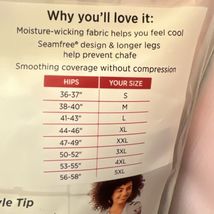 Why you'll love it:
Moisture-wicking fabric helps you feel cool
Seamfree® design & longer legs
help prevent chafe
Smoothing coverage without compression
HIPS YOUR SIZE
36-37" S
38-40" M
41-43" L
44-46" XL
47-49" XXL
50-52" 3XL
53-55" 4XL
56-58" 5XL
le Tip